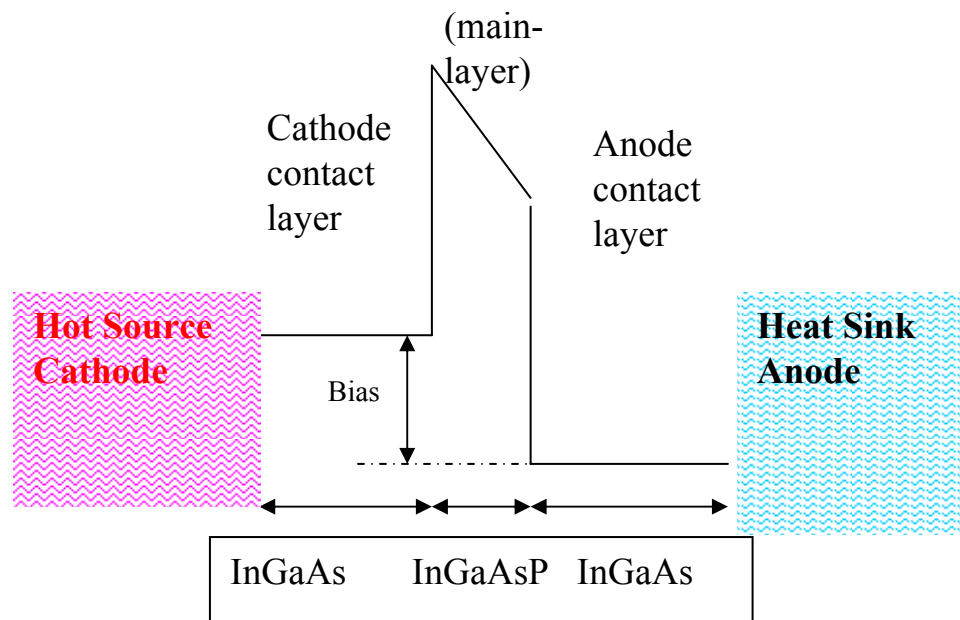 (main-
layer)
Cathode
contact
layer
Anode
contact
layer
Hot Source
Cathode
Heat Sink
Anode
Bias
InGaAs InGaAsP InGaAs